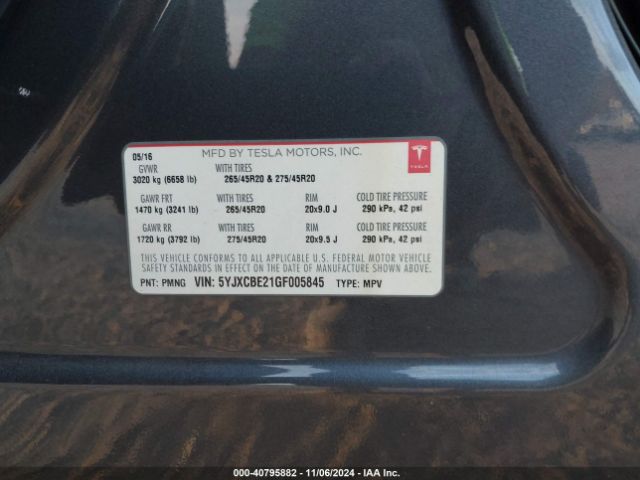 05/16 MFD BY TESLA MOTORS, INC.
TESLA
GVWR WITH TIRES
3020 kg (6658 lb) 265/45R20 & 275/45R20
GAWR FRT WITH TIRES RIM COLD TIRE PRESSURE
1470 kg (3241 lb) 265/45R20 20x9.0 J 290 kPa, 42 psi
GAWR RR WITH TIRES RIM COLD TIRE PRESSURE
1720 kg (3792 lb) 275/45R20 20x9.5 J 290 kPa, 42 psi
THIS VEHICLE CONFORMS TO ALL APPLICABLE U.S. FEDERAL MOTOR VEHICLE
SAFETY STANDARDS IN EFFECT ON THE DATE OF MANUFACTURE SHOWN ABOVE.
PNT: PMNG VIN: 5YJXCBE21GF005845 TYPE: MPV
000-40795882 - 11/06/2024 - IAA Inc.